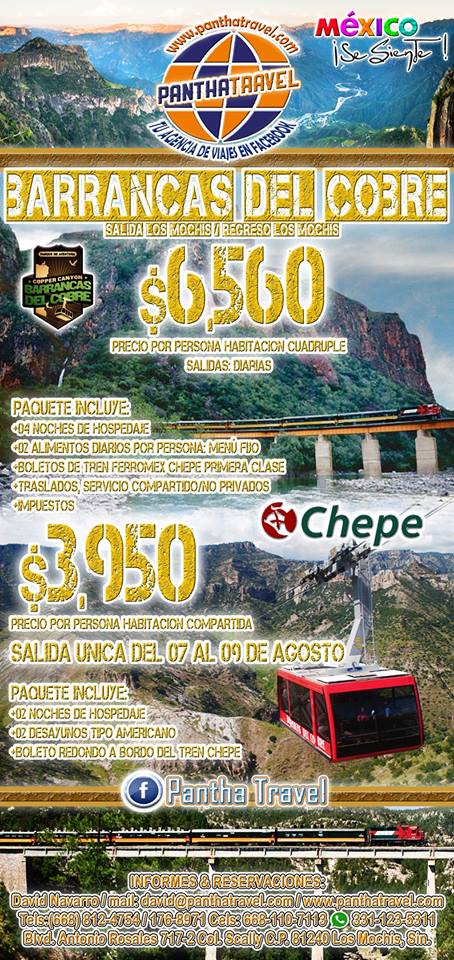 www.panthatravel.com
MÉXICO
¡Se Siente!
PANTHATRAVEL
TU AGENCIA DE VIAJES EN FACEBOOK
BARRANCAS DEL COBRE
SALIDA LOS MOCHIS / REGRESO LOS MOCHIS
PARQUE DE AVENTURA
COPPER CANYON
BARRANCAS
DEL COBRE
$6,560
PRECIO POR PERSONA HABITACION CUADRUPLE
SALIDAS: DIARIAS
PAQUETE INCLUYE:
+04 NOCHES DE HOSPEDAJE
+02 ALIMENTOS DIARIOS POR PERSONA: MENÚ FIJO
+BOLETOS DE TREN FERROMEX CHEPE PRIMERA CLASE
+TRASLADOS, SERVICIO COMPARTIDO/NO PRIVADOS
+IMPUESTOS
Chepe
$3,950
PRECIO POR PERSONA HABITACION COMPARTIDA
SALIDA UNICA DEL 07 AL 09 DE AGOSTO
PAQUETE INCLUYE:
+02 NOCHES DE HOSPEDAJE
+02 DESAYUNOS TIPO AMERICANO
+BOLETO REDONDO A BORDO DEL TREN CHEPE
f Pantha Travel
INFORMES & RESERVACIONES:
David Navarro / mail: david@panthatravel.com / www.panthatravel.com
Tels:(668) 812-4754 / 176-8971 Cels: 668-110-7113 331-123-5311
Blvd. Antonio Rosales 717-2 Col. Scally C.P. 81240 Los Mochis, Sin.